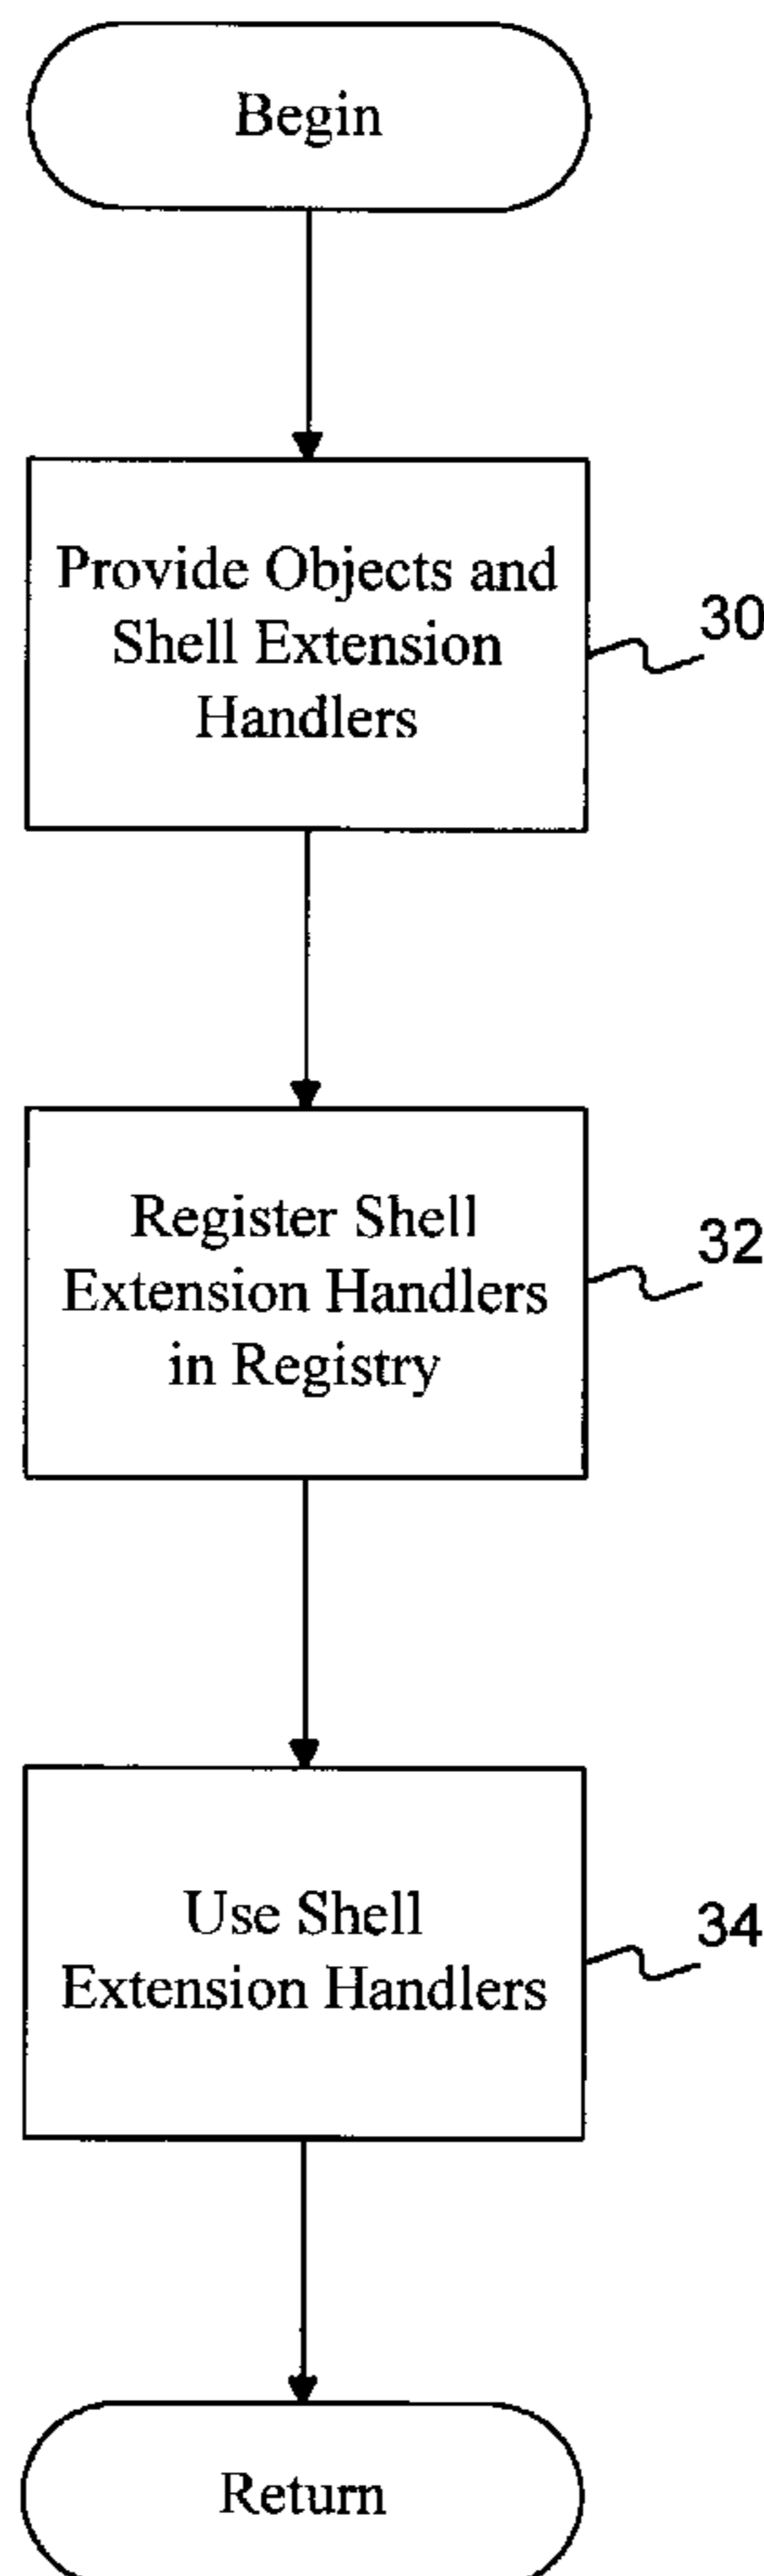 Begin
Provide Objects and
Shell Extension
Handlers
30
Register Shell
Extension Handlers
in Registry
32
Use Shell
Extension Handlers
34
Return